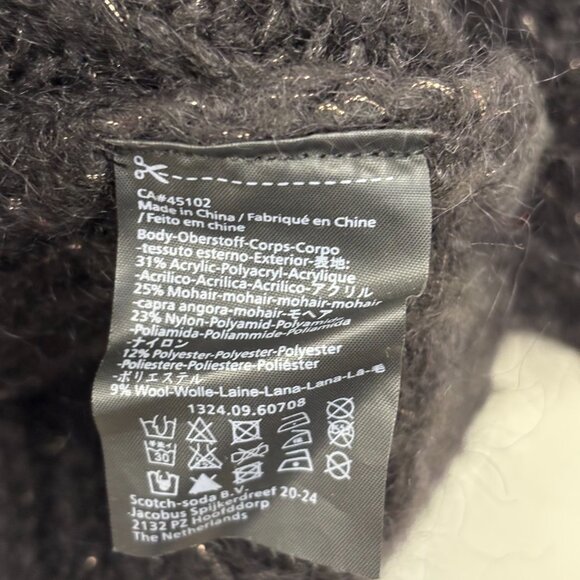 CA#45102
Made in China / Fabriqué en Chine
/ Feito em chine
Body-Oberstoff-Corps-Corpo
-tessuto esterno-Exterior-表地:
31% Acrylic-Polyacryl-Acrylique
-Acrilico-Acrilica-Acrílico-アクリル
25% Mohair-mohair-mohair-mohair
-capra angora-mohair-モヘア
23% Nylon-Polyamid-Polyamide-
-Poliamida-Poliammide-Poliamida
-ナイロン
12% Polyester-Polyester-Polyester
-Poliestere-Poliestere-Poliéster
-ポリエステル
9% Wool-Wolle-Laine-Lana-Lana-Lã-毛
1324.09.60708
30
Scotch-soda B.V.
Jacobus Spijkerdreef 20-24
2132 PZ Hoofddorp
The Netherlands